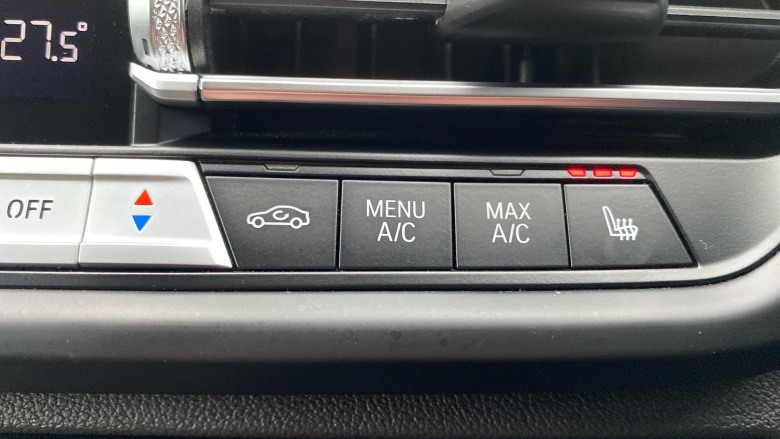 27.5°
OFF
MENU
A/C
MAX
A/C